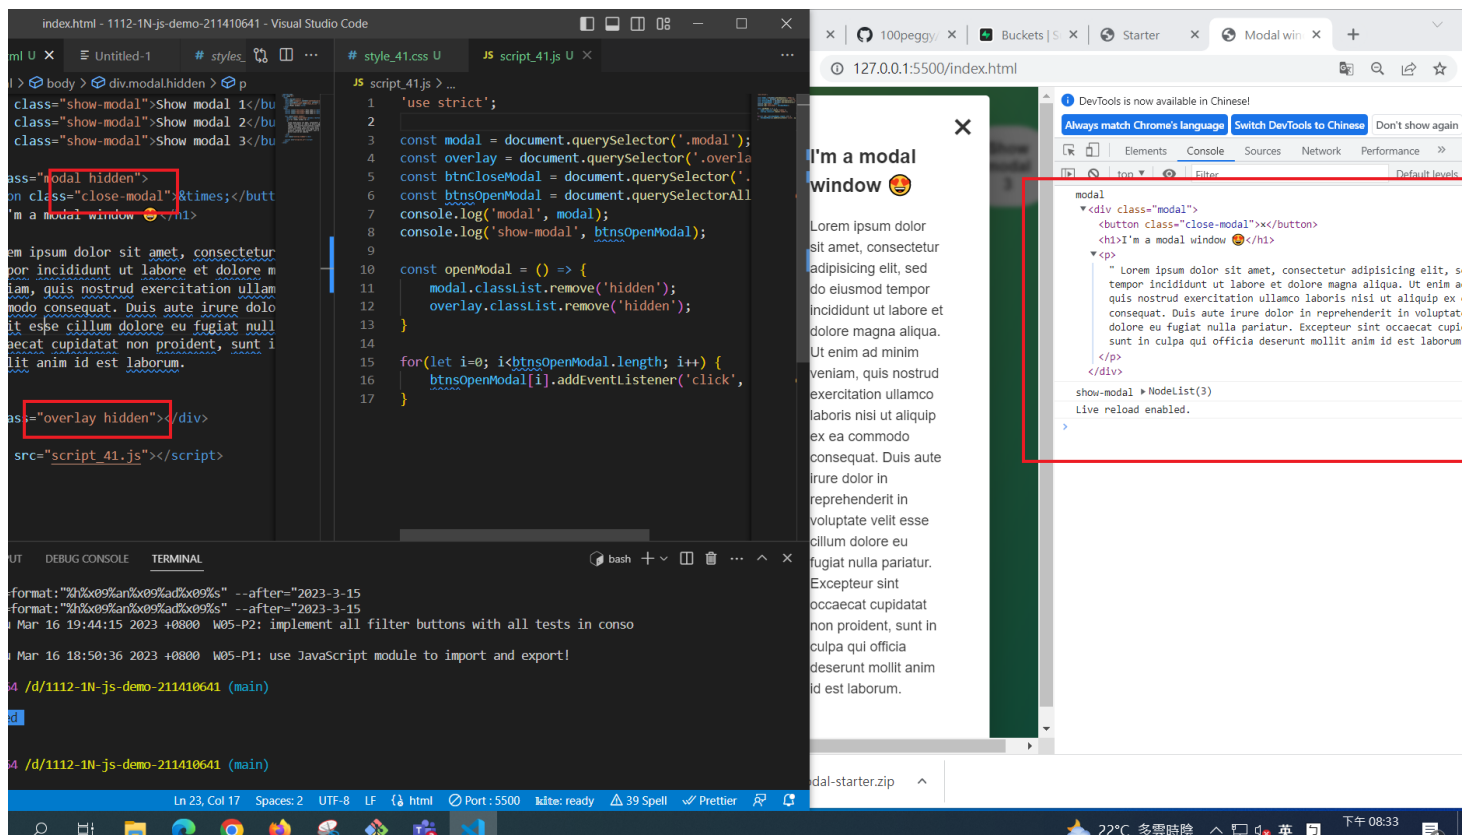 index.html - 1112-1N-js-demo-211410641 - Visual Studio Code
ml U
Untitled-1
# styles_
# style_41.css U
JS script_41.js U
body > div.modal.hidden > p
JS script_41.js > ...
class="show-modal">Show modal 1</bu
class="show-modal">Show modal 2</bu
class="show-modal">Show modal 3</bu
ass="modal hidden">
on class="close-modal">&times;</butt
'm a modal window 😍</h1>
em ipsum dolor sit amet, consectetur
por incididunt ut labore et dolore m
iam, quis nostrud exercitation ullam
modo consequat. Duis aute irure dolo
it esse cillum dolore eu fugiat null
aecat cupidatat non proident, sunt i
lit anim id est laborum.
ass="overlay hidden"></div>
src="script_41.js"></script>
1 'use strict';
2
3 const modal = document.querySelector('.modal');
4 const overlay = document.querySelector('.overla
5 const btnCloseModal = document.querySelector('.
6 const btnsOpenModal = document.querySelectorAll
7 console.log('modal', modal);
8 console.log('show-modal', btnsOpenModal);
9
10 const openModal = () => {
11 modal.classList.remove('hidden');
12 overlay.classList.remove('hidden');
13 }
14
15 for(let i=0; i<btnsOpenModal.length; i++) {
16 btnsOpenModal[i].addEventListener('click',
17 }
PUT DEBUG CONSOLE TERMINAL
bash
=format:"%h%x09%an%x09%ad%x09%s" --after="2023-3-15
=format:"%h%x09%an%x09%ad%x09%s" --after="2023-3-15
u Mar 16 19:44:15 2023 +0800 W05-P2: implement all filter buttons with all tests in conso
u Mar 16 18:50:36 2023 +0800 W05-P1: use JavaScript module to import and export!
64 /d/1112-1N-js-demo-211410641 (main)
ed
64 /d/1112-1N-js-demo-211410641 (main)
Ln 23, Col 17 Spaces: 2 UTF-8 LF html Port : 5500 kite: ready 39 Spell Prettier
100peggy/
Buckets | S
Starter
Modal win
127.0.0.1:5500/index.html
Show
modal
3
×
I'm a modal
window 😍
Lorem ipsum dolor
sit amet, consectetur
adipisicing elit, sed
do eiusmod tempor
incididunt ut labore et
dolore magna aliqua.
Ut enim ad minim
veniam, quis nostrud
exercitation ullamco
laboris nisi ut aliquip
ex ea commodo
consequat. Duis aute
irure dolor in
reprehenderit in
voluptate velit esse
cillum dolore eu
fugiat nulla pariatur.
Excepteur sint
occaecat cupidatat
non proident, sunt in
culpa qui officia
deserunt mollit anim
id est laborum.
DevTools is now available in Chinese!
Always match Chrome's language
Switch DevTools to Chinese
Don't show again
Elements Console Sources Network Performance »
top ▼ Filter Default levels
modal
▼<div class="modal">
<button class="close-modal">×</button>
<h1>I'm a modal window 😍</h1>
▼<p>
" Lorem ipsum dolor sit amet, consectetur adipisicing elit, s
tempor incididunt ut labore et dolore magna aliqua. Ut enim a
quis nostrud exercitation ullamco laboris nisi ut aliquip ex
consequat. Duis aute irure dolor in reprehenderit in voluptat
dolore eu fugiat nulla pariatur. Excepteur sint occaecat cupi
sunt in culpa qui officia deserunt mollit anim id est laborum
</p>
</div>
show-modal ▶NodeList(3)
Live reload enabled.
dal-starter.zip
22°C 多雲時陰
英
下午 08:33